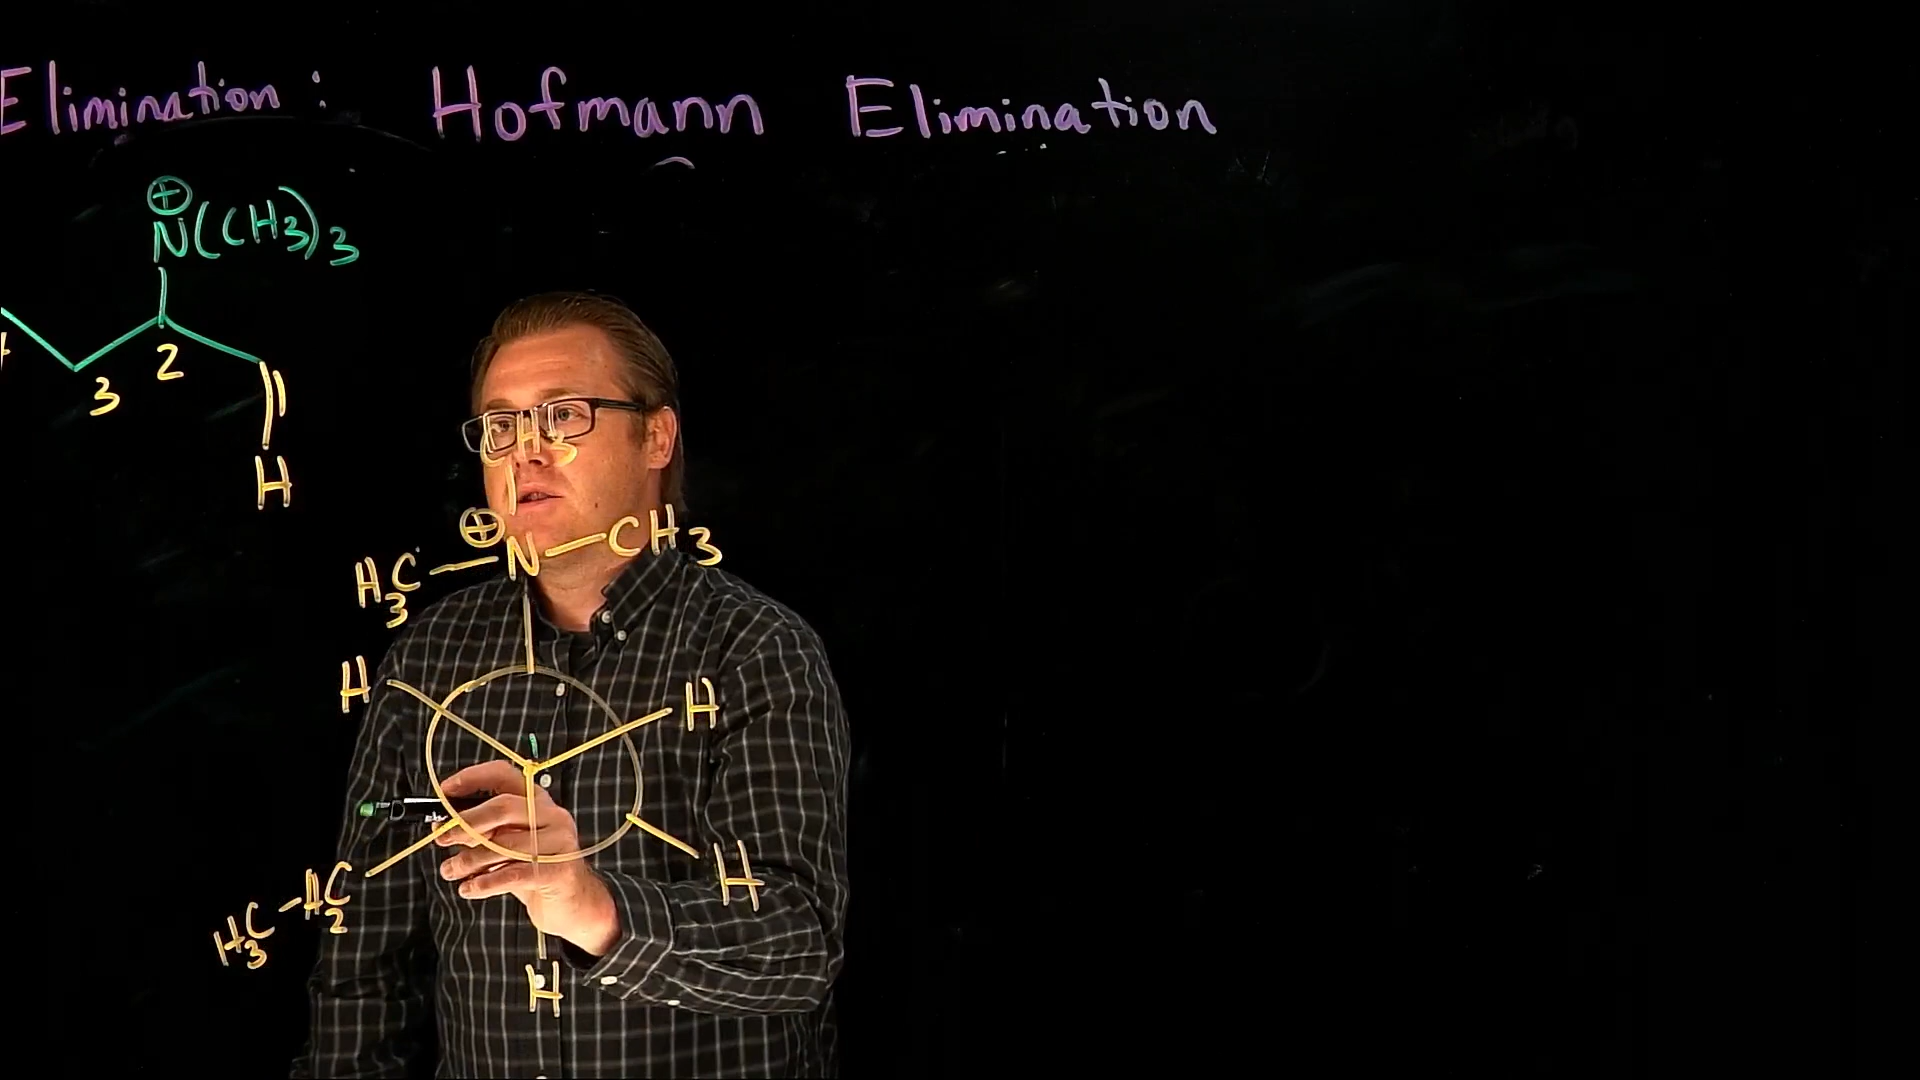 Elimination: Hofmann Elimination
⊕
N(CH3)3
3 2
H
CH3
⊕
H3C-N-CH3
H H
H3C-H2C H
H